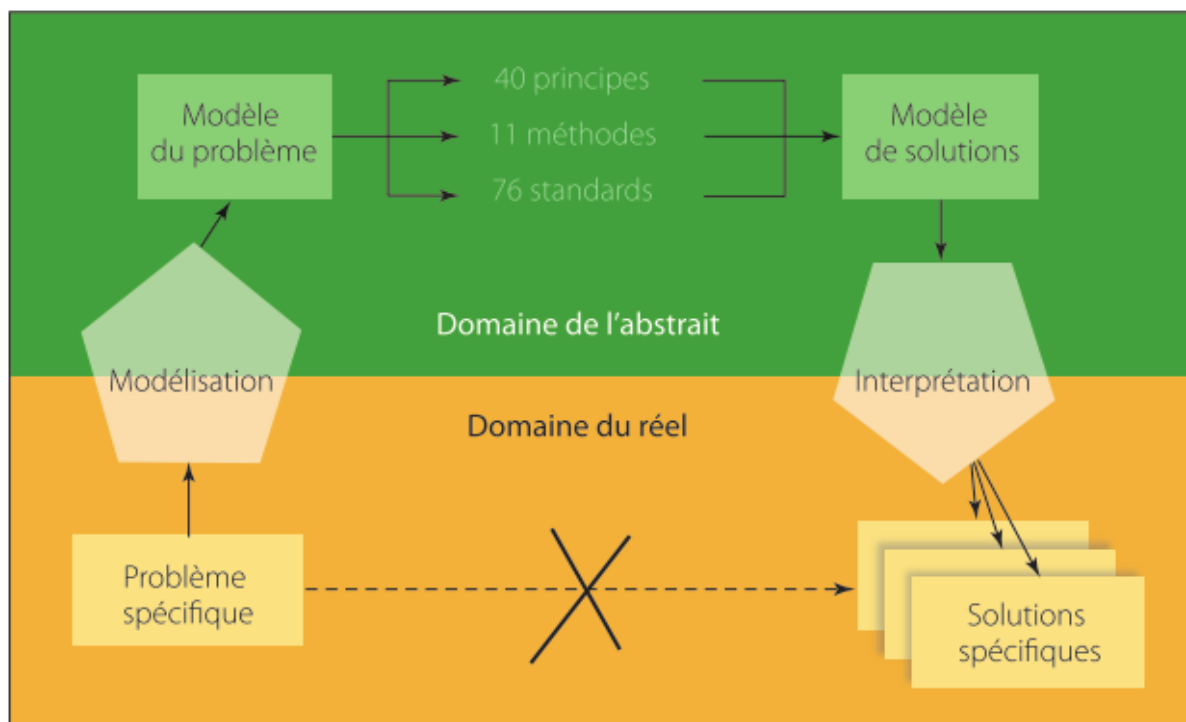 40 principes
Modèle
du problème
11 méthodes
Modèle
de solutions
76 standards
Domaine de l'abstrait
Modélisation
Interprétation
Domaine du réel
Problème
spécifique
Solutions
spécifiques